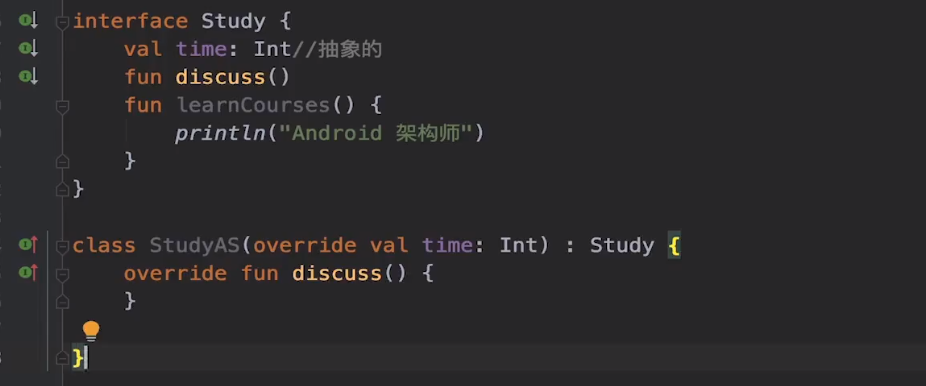 interface Study {
    val time: Int//抽象的
    fun discuss()
    fun learnCourses() {
        println("Android 架构师")
    }
}
class StudyAS(override val time: Int) : Study {
    override fun discuss() {
    }
}